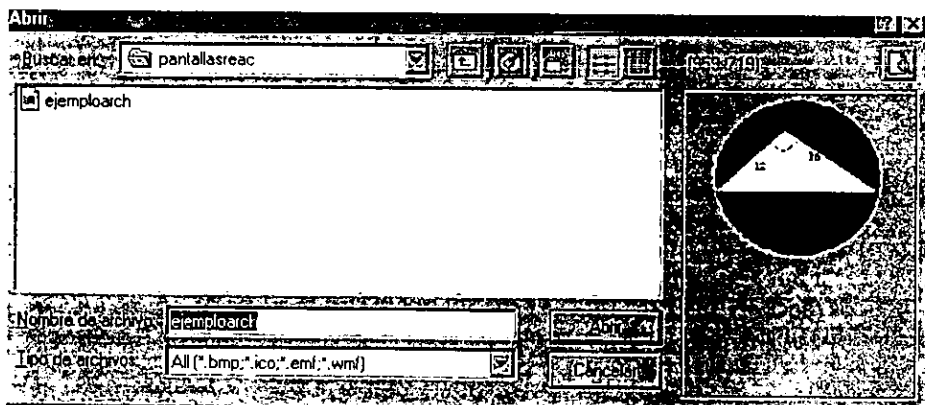 Abrir
Buscar en: pantallasreac
(959x719)
ejemploarch
12 16
Nombre de archivo: ejemploarch
Abrir
Tipo de archivos: All (*.bmp;*.ico;*.emf;*.wmf)
Cancelar